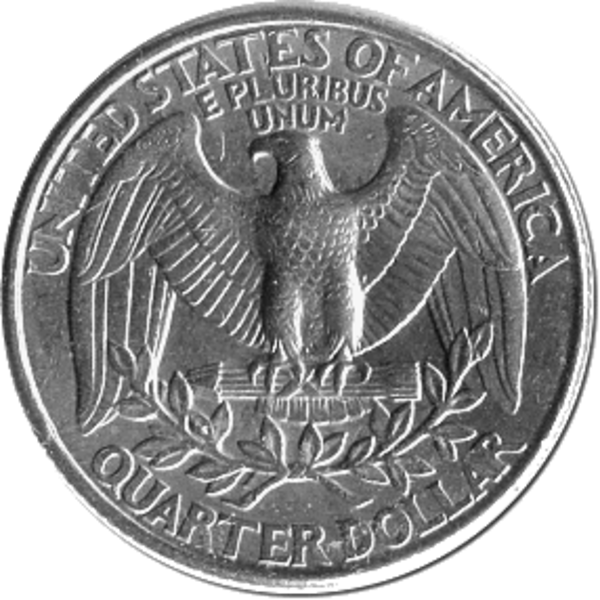 UNITED STATES OF AMERICA
E PLURIBUS
UNUM
QUARTER DOLLAR